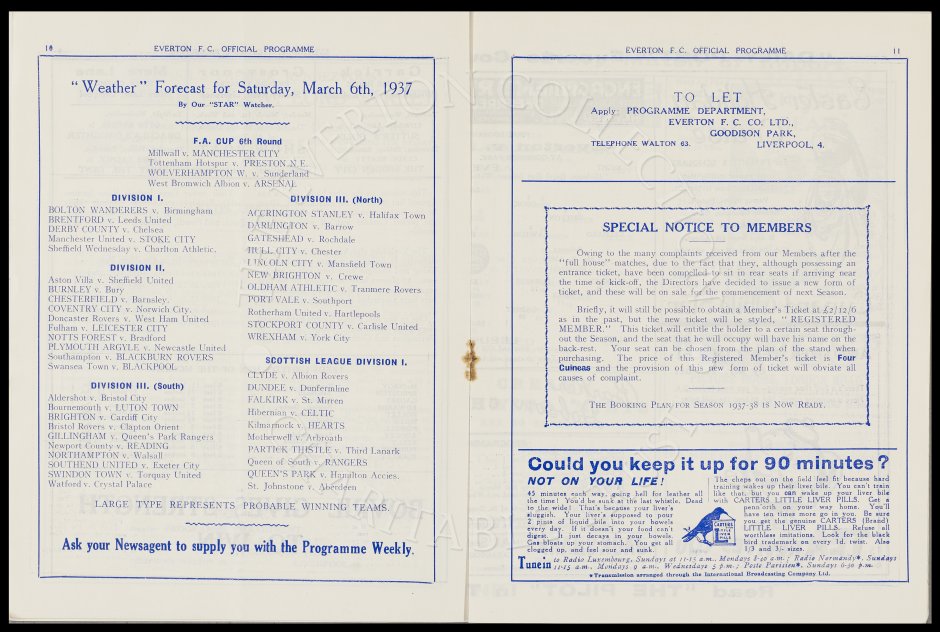 10
EVERTON F. C. OFFICIAL PROGRAMME
"Weather" Forecast for Saturday, March 6th, 1937
By Our "STAR" Watcher.
F.A. CUP 6th Round
Millwall v. MANCHESTER CITY
Tottenham Hotspur v. PRESTON N.E.
WOLVERHAMPTON W. v. Sunderland
West Bromwich Albion v. ARSENAL
DIVISION I.
BOLTON WANDERERS v. Birmingham
BRENTFORD v. Leeds United
DERBY COUNTY v. Chelsea
Manchester United v. STOKE CITY
Sheffield Wednesday v. Charlton Athletic.
DIVISION II.
Aston Villa v. Sheffield United
BURNLEY v. Bury
CHESTERFIELD v. Barnsley.
COVENTRY CITY v. Norwich City.
Doncaster Rovers v. West Ham United
Fulham v. LEICESTER CITY
NOTTS FOREST v. Bradford
PLYMOUTH ARGYLE v. Newcastle United
Southampton v. BLACKBURN ROVERS
Swansea Town v. BLACKPOOL
DIVISION III. (South)
Aldershot v. Bristol City
Bournemouth v. LUTON TOWN
BRIGHTON v. Cardiff City
Bristol Rovers v. Clapton Orient
GILLINGHAM v. Queen's Park Rangers
Newport County v. READING
NORTHAMPTON v. Walsall
SOUTHEND UNITED v. Exeter City
SWINDON TOWN v. Torquay United
Watford v. Crystal Palace
DIVISION III. (North)
ACCRINGTON STANLEY v. Halifax Town
DARLINGTON v. Barrow
GATESHEAD v. Rochdale
HULL CITY v. Chester
LINCOLN CITY v. Mansfield Town
NEW BRIGHTON v. Crewe
OLDHAM ATHLETIC v. Tranmere Rovers
PORT VALE v. Southport
Rotherham United v. Hartlepools
STOCKPORT COUNTY v. Carlisle United
WREXHAM v. York City
SCOTTISH LEAGUE DIVISION I.
CLYDE v. Albion Rovers
DUNDEE v. Dunfermline
FALKIRK v. St. Mirren
Hibernian v. CELTIC
Kilmarnock v. HEARTS
Motherwell v. Arbroath
PARTICK THISTLE v. Third Lanark
Queen of South v. RANGERS
QUEEN'S PARK v. Hamilton Accies.
St. Johnstone v. Aberdeen
LARGE TYPE REPRESENTS PROBABLE WINNING TEAMS.
Ask your Newsagent to supply you with the Programme Weekly.
EVERTON F. C. OFFICIAL PROGRAMME
11
TO LET
Apply: PROGRAMME DEPARTMENT,
EVERTON F. C. CO. LTD.,
GOODISON PARK,
TELEPHONE WALTON 63. LIVERPOOL, 4.
SPECIAL NOTICE TO MEMBERS
Owing to the many complaints received from our Members after the
"full house" matches, due to the fact that they, although possessing an
entrance ticket, have been compelled to sit in rear seats if arriving near
the time of kick-off, the Directors have decided to issue a new form of
ticket, and these will be on sale for the commencement of next Season.
Briefly, it will still be possible to obtain a Member's Ticket at £2/12/6
as in the past, but the new ticket will be styled, "REGISTERED
MEMBER." This ticket will entitle the holder to a certain seat through-
out the Season, and the seat that he will occupy will have his name on the
back-rest. Your seat can be chosen from the plan of the stand when
purchasing. The price of this Registered Member's ticket is Four
Guineas and the provision of this new form of ticket will obviate all
causes of complaint.
THE BOOKING PLAN FOR SEASON 1937-38 IS NOW READY.
Could you keep it up for 90 minutes?
NOT ON YOUR LIFE!
45 minutes each way, going hell for leather all
the time! You'd be suck at the last whistle. Dead
to the wide! That's because your liver's
sluggish. Your liver's supposed to pour
2 pints of liquid bile into your bowels
every day. If it doesn't your food can't
digest. It just decays in your bowels.
Gas bloats up your stomach. You get all
clogged up, and feel sour and sunk.
The cheps out on the field feel fit because hard
training wakes up their liver bile. You can't train
like that, but you can wake up your liver bile
with CARTERS LITTLE LIVER PILLS. Get a
penn'orth on your way home. You'll
have ten times more go in you. Be sure
you get the genuine CARTERS (Brand)
LITTLE LIVER PILLS. Refuse all
worthless imitations. Look for the black
bird trademark on every 1d. twist. Also
1/3 and 3/- sizes.
CARTERS
Tune in to Radio Luxembourg, Sundays at 11-15 a.m., Mondays 8-30 a.m.; Radio Normandy*, Sundays
11-15 a.m., Mondays 9 a.m., Wednesdays 5 p.m.; Poste Parisien*, Sundays 6-30 p.m.
*Transmission arranged through the International Broadcasting Company Ltd.
EVERTON COLLECTION